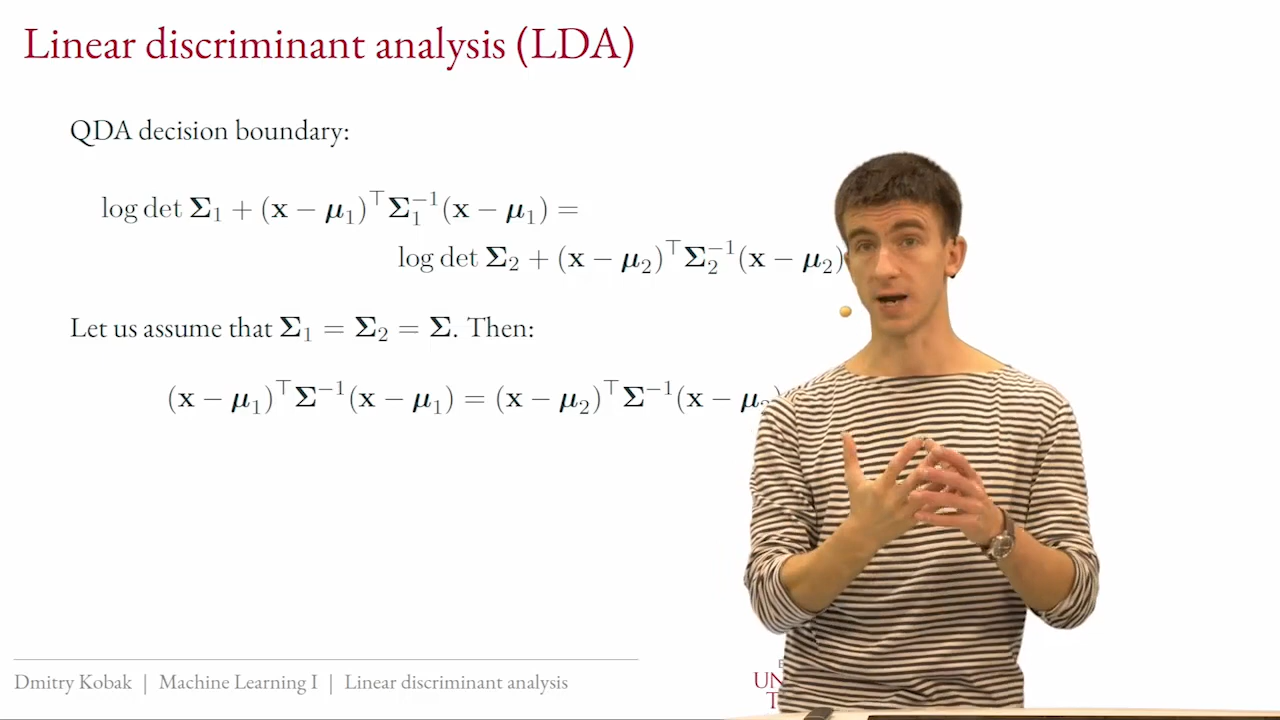 Linear discriminant analysis (LDA)
QDA decision boundary:
log det Σ₁ + (x − μ₁)ᵀΣ₁⁻¹(x − μ₁) =
log det Σ₂ + (x − μ₂)ᵀΣ₂⁻¹(x − μ₂)
Let us assume that Σ₁ = Σ₂ = Σ. Then:
(x − μ₁)ᵀΣ⁻¹(x − μ₁) = (x − μ₂)ᵀΣ⁻¹(x − μ₂)
Dmitry Kobak | Machine Learning I | Linear discriminant analysis